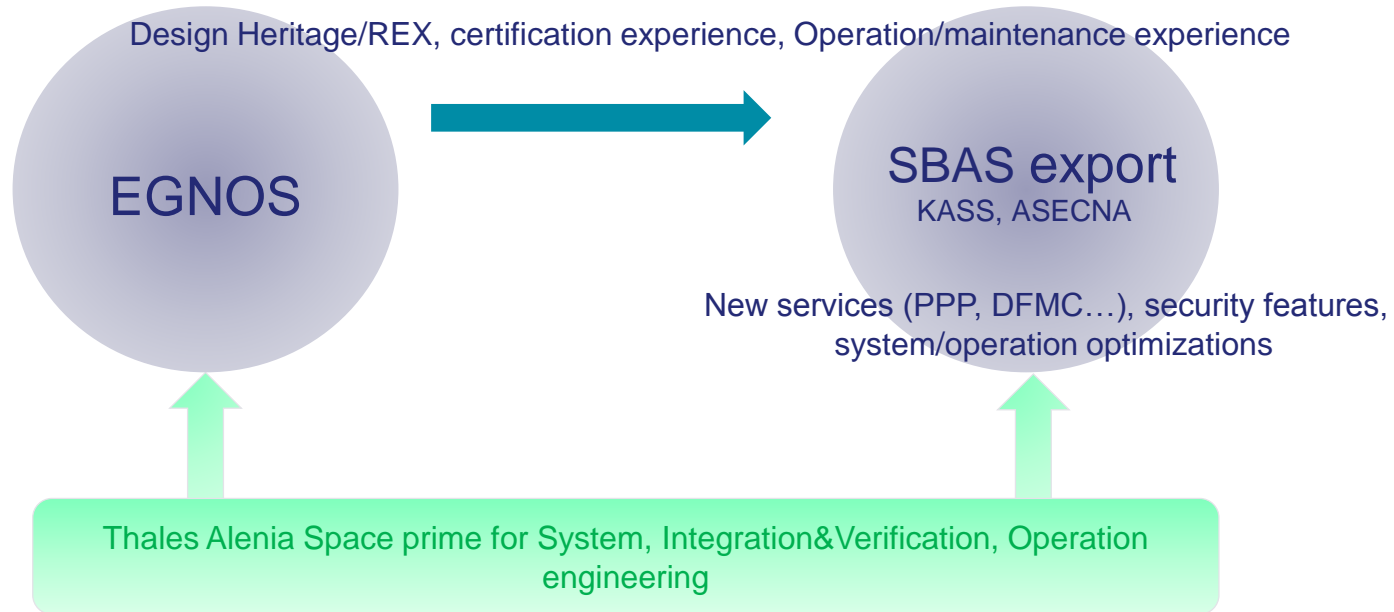 Design Heritage/REX, certification experience, Operation/maintenance experience
EGNOS
SBAS export
KASS, ASECNA
New services (PPP, DFMC…), security features,
system/operation optimizations
Thales Alenia Space prime for System, Integration&Verification, Operation
engineering